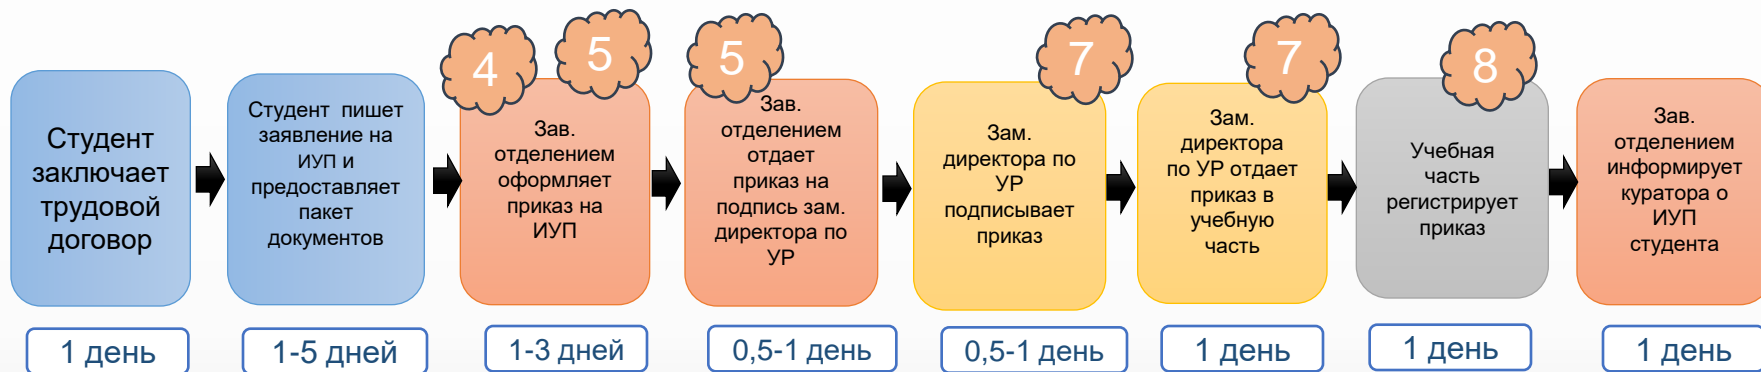 4
5
5
7
7
8
Студент
заключает
трудовой
договор
Студент пишет
заявление на
ИУП и
предоставляет
пакет
документов
Зав.
отделением
оформляет
приказ на
ИУП
Зав.
отделением
отдает
приказ на
подпись зам.
директора по
УР
Зам.
директора по
УР
подписывает
приказ
Зам.
директора
по УР отдает
приказ в
учебную
часть
Учебная
часть
регистрирует
приказ
Зав.
отделением
информирует
куратора о
ИУП
студента
1 день
1-5 дней
1-3 дней
0,5-1 день
0,5-1 день
1 день
1 день
1 день